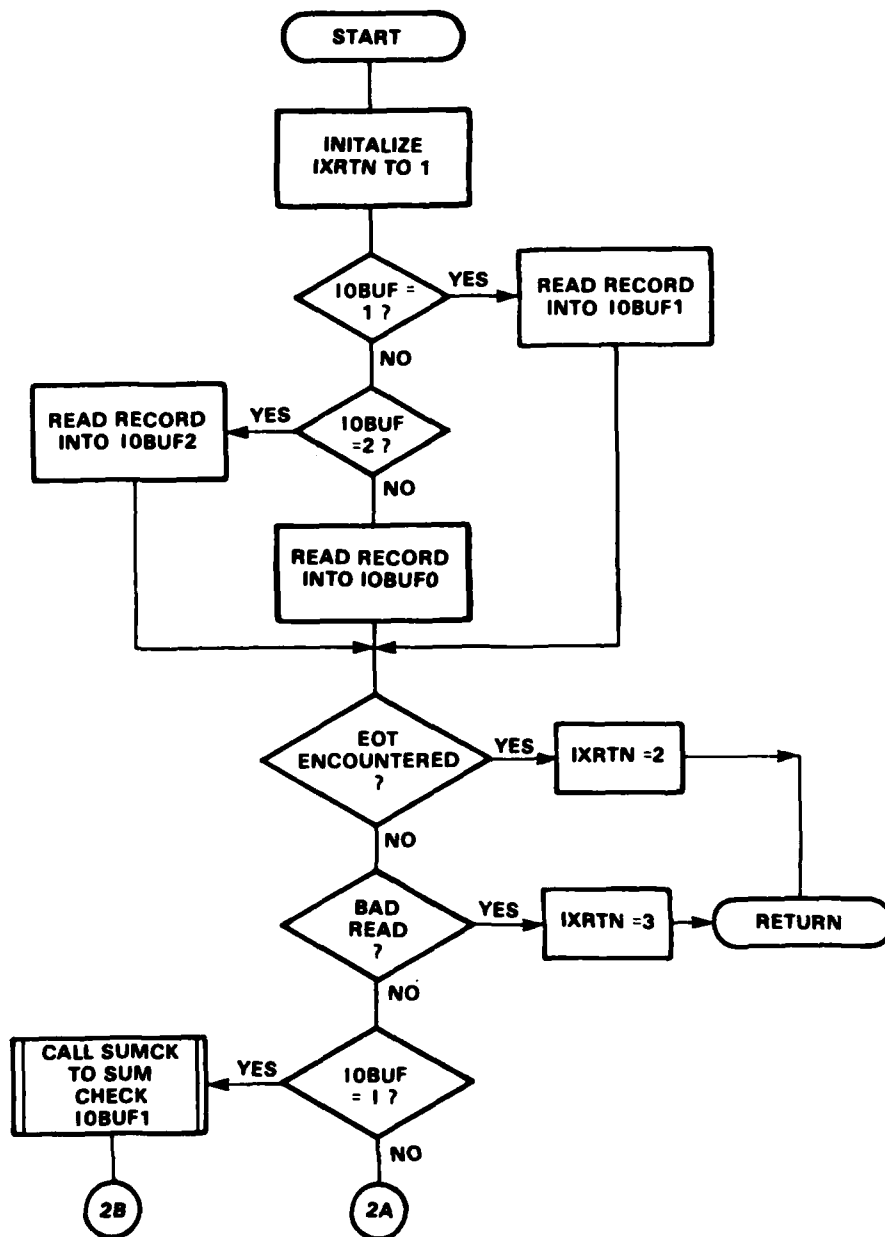 START
INITALIZE
IXRTN TO 1
IOBUF =
1 ?
YES
READ RECORD
INTO IOBUF1
NO
READ RECORD
INTO IOBUF2
YES
IOBUF
=2 ?
NO
READ RECORD
INTO IOBUF0
EOT
ENCOUNTERED
?
YES
IXRTN =2
NO
BAD
READ
?
YES
IXRTN =3
RETURN
NO
CALL SUMCK
TO SUM
CHECK
IOBUF1
YES
IOBUF
= 1 ?
NO
2B
2A